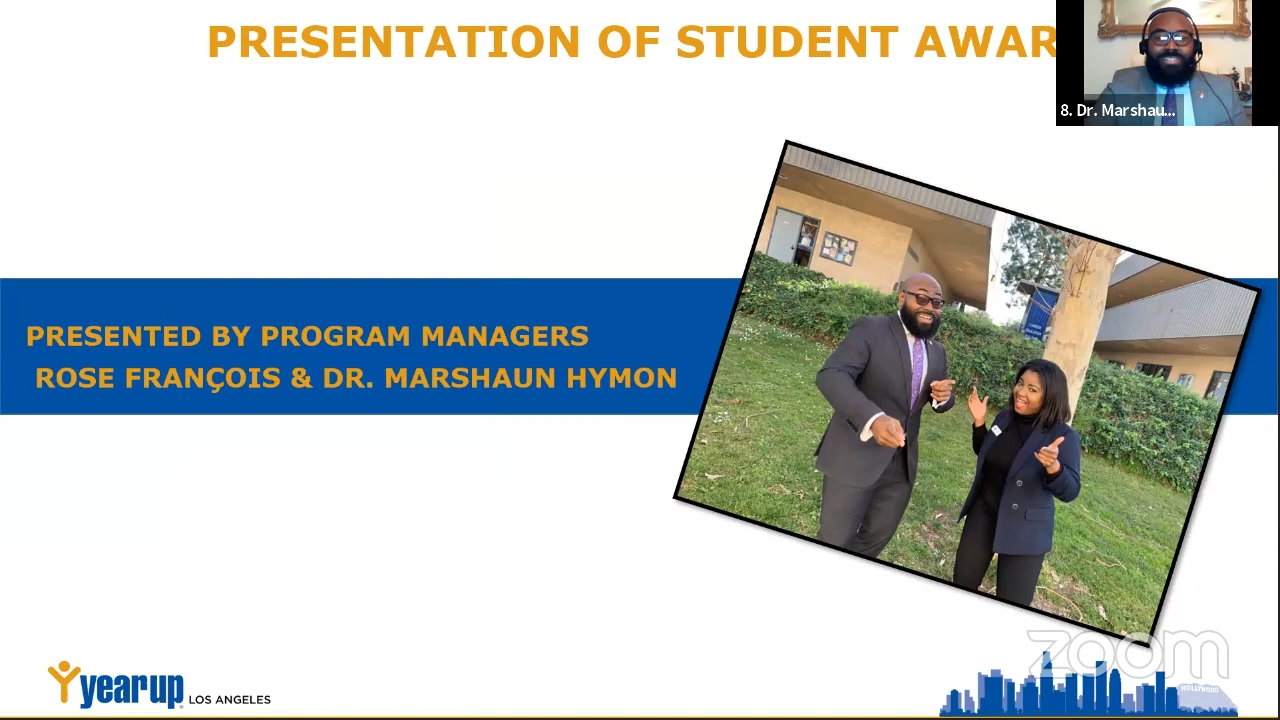 PRESENTATION OF STUDENT AWAR
8. Dr. Marshau...
PRESENTED BY PROGRAM MANAGERS
ROSE FRANÇOIS & DR. MARSHAUN HYMON
zoom
yearup LOS ANGELES